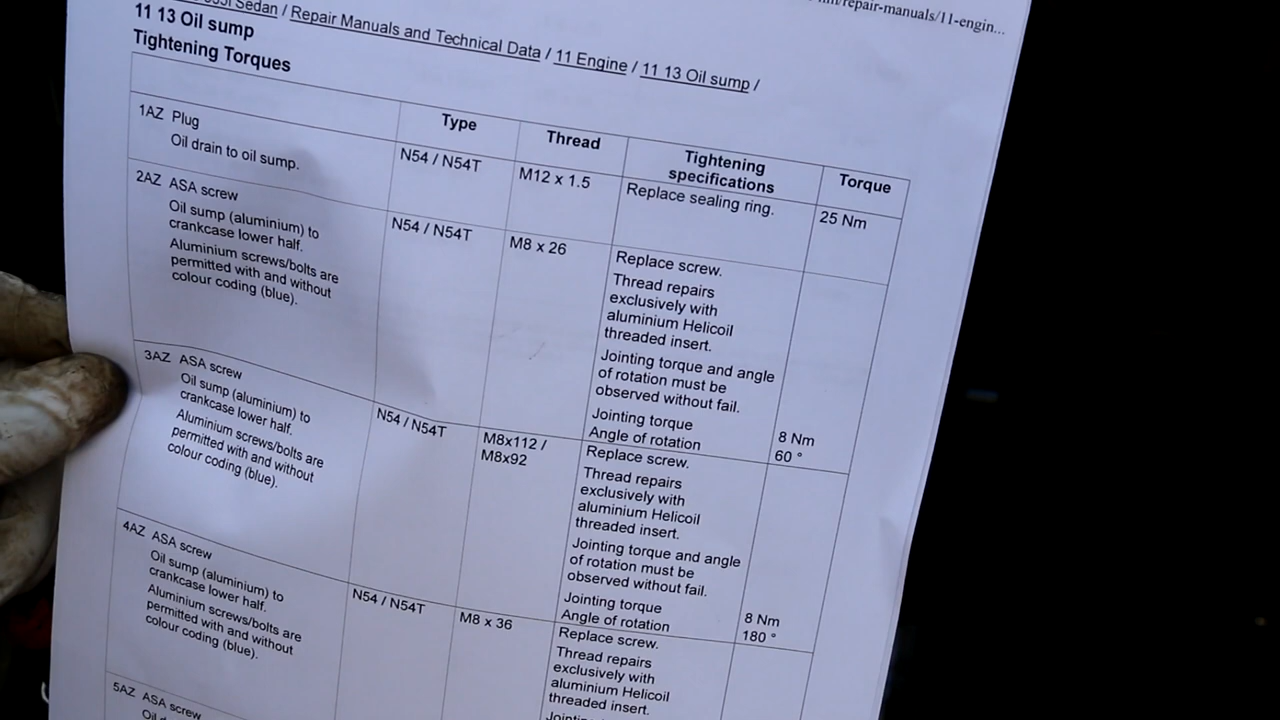 Sedan / Repair Manuals and Technical Data / 11 Engine / 11 13 Oil sump /
/repair-manuals/11-engin...
11 13 Oil sump
Tightening Torques
Type
Thread
Tightening
specifications
Torque
1AZ Plug
Oil drain to oil sump.
N54 / N54T
M12 x 1.5
Replace sealing ring.
25 Nm
2AZ ASA screw
Oil sump (aluminium) to
crankcase lower half.
Aluminium screws/bolts are
permitted with and without
colour coding (blue).
N54 / N54T
M8 x 26
Replace screw.
Thread repairs
exclusively with
aluminium Helicoil
threaded insert.
Jointing torque and angle
of rotation must be
observed without fail.
Jointing torque
Angle of rotation
8 Nm
60 °
3AZ ASA screw
Oil sump (aluminium) to
crankcase lower half.
Aluminium screws/bolts are
permitted with and without
colour coding (blue).
N54 / N54T
M8x112 /
M8x92
Replace screw.
Thread repairs
exclusively with
aluminium Helicoil
threaded insert.
Jointing torque and angle
of rotation must be
observed without fail.
Jointing torque
Angle of rotation
8 Nm
180 °
4AZ ASA screw
Oil sump (aluminium) to
crankcase lower half.
Aluminium screws/bolts are
permitted with and without
colour coding (blue).
N54 / N54T
M8 x 36
Replace screw.
Thread repairs
exclusively with
aluminium Helicoil
threaded insert.
5AZ ASA screw
Oil